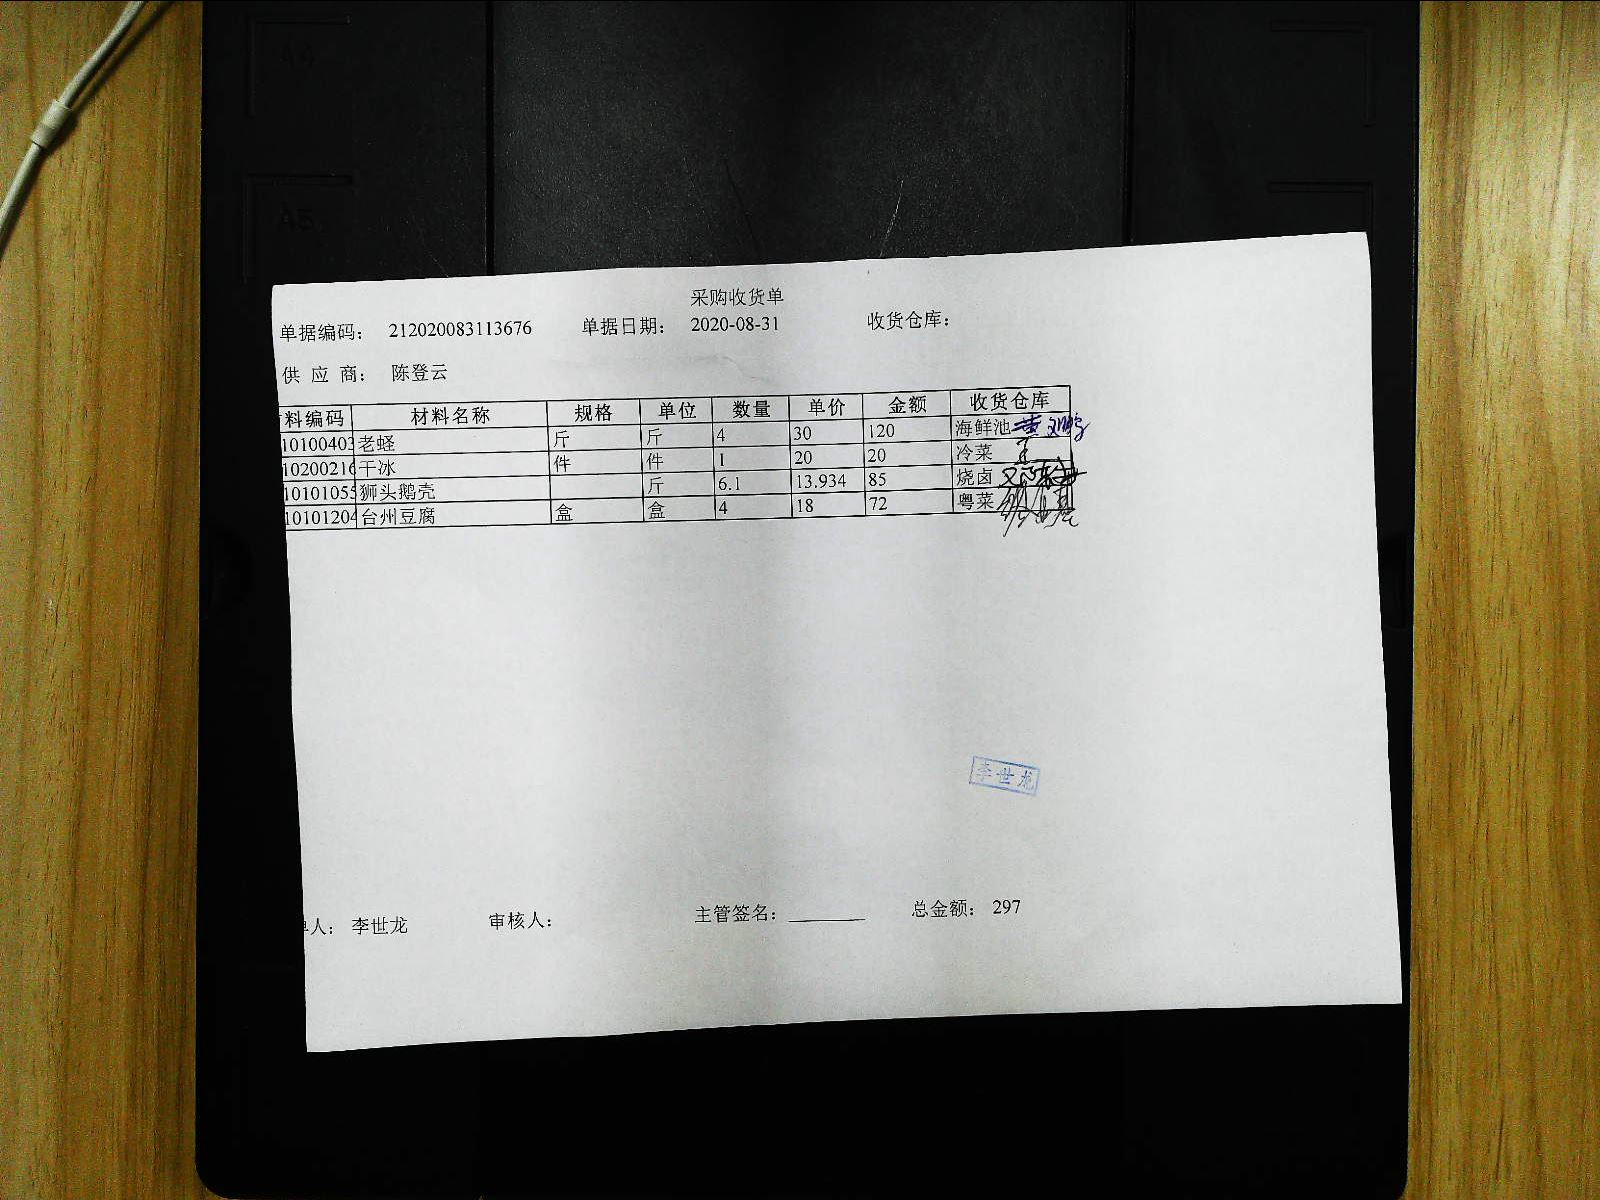 A4
A5
采购收货单
单据编码： 212020083113676 单据日期： 2020-08-31 收货仓库：
供 应 商： 陈登云
料编码 材料名称 规格 单位 数量 单价 金额 收货仓库
10100403 老蛏 斤 斤 4 30 120 海鲜池
10200216 干冰 件 件 1 20 20 冷菜 王
10101055 狮头鹅壳 斤 6.1 13.934 85 烧卤
10101204 台州豆腐 盒 盒 4 18 72 粤菜
李世龙
单人： 李世龙 审核人： 主管签名： 总金额： 297